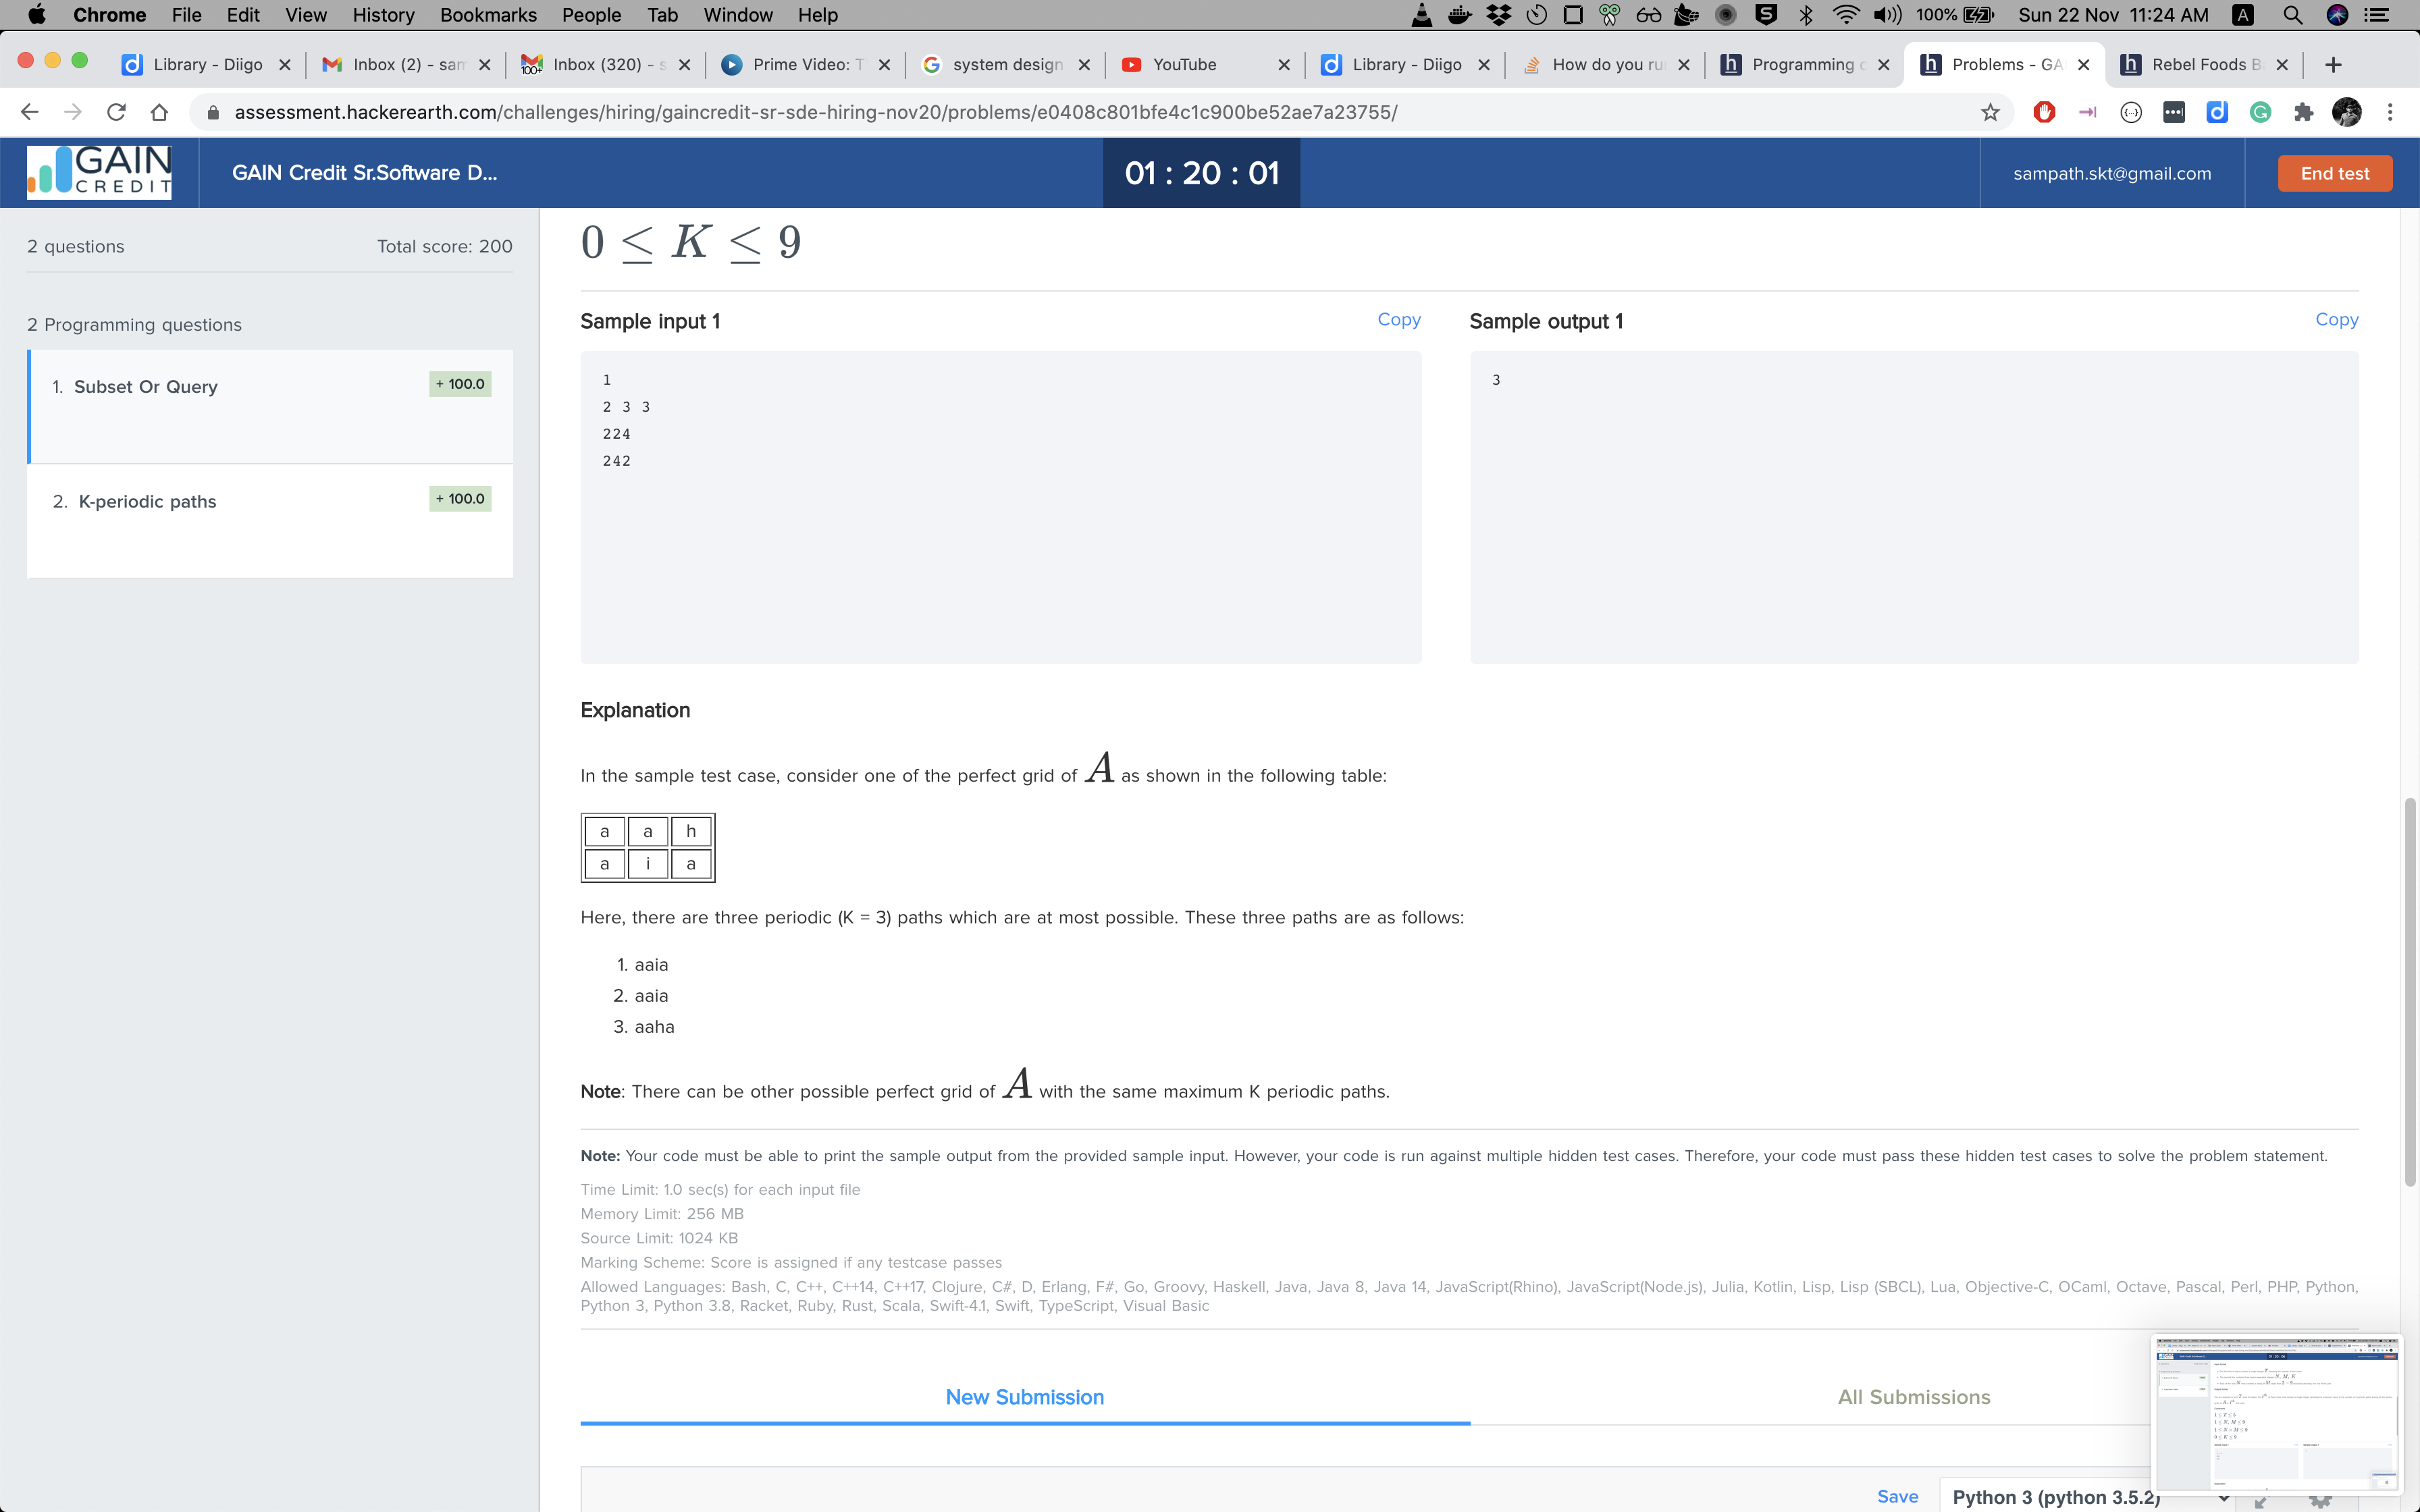 Chrome File Edit View History Bookmarks People Tab Window Help 100% Sun 22 Nov 11:24 AM A
Library - Diigo Inbox (2) - sam 100+ Inbox (320) - s Prime Video: T system design YouTube Library - Diigo How do you ru Programming c Problems - GA Rebel Foods B
assessment.hackerearth.com/challenges/hiring/gaincredit-sr-sde-hiring-nov20/problems/e0408c801bfe4c1c900be52ae7a23755/
GAIN CREDIT GAIN Credit Sr.Software D... 01 : 20 : 01 sampath.skt@gmail.com End test
2 questions Total score: 200
2 Programming questions
1. Subset Or Query + 100.0
2. K-periodic paths + 100.0
0 ≤ K ≤ 9
Sample input 1 Copy Sample output 1 Copy
1 3
2 3 3
224
242
Explanation
In the sample test case, consider one of the perfect grid of A as shown in the following table:
a a h
a i a
Here, there are three periodic (K = 3) paths which are at most possible. These three paths are as follows:
1. aaia
2. aaia
3. aaha
Note: There can be other possible perfect grid of A with the same maximum K periodic paths.
Note: Your code must be able to print the sample output from the provided sample input. However, your code is run against multiple hidden test cases. Therefore, your code must pass these hidden test cases to solve the problem statement.
Time Limit: 1.0 sec(s) for each input file
Memory Limit: 256 MB
Source Limit: 1024 KB
Marking Scheme: Score is assigned if any testcase passes
Allowed Languages: Bash, C, C++, C++14, C++17, Clojure, C#, D, Erlang, F#, Go, Groovy, Haskell, Java, Java 8, Java 14, JavaScript(Rhino), JavaScript(Node.js), Julia, Kotlin, Lisp, Lisp (SBCL), Lua, Objective-C, OCaml, Octave, Pascal, Perl, PHP, Python,
Python 3, Python 3.8, Racket, Ruby, Rust, Scala, Swift-4.1, Swift, TypeScript, Visual Basic
New Submission All Submissions
Save Python 3 (python 3.5.2)